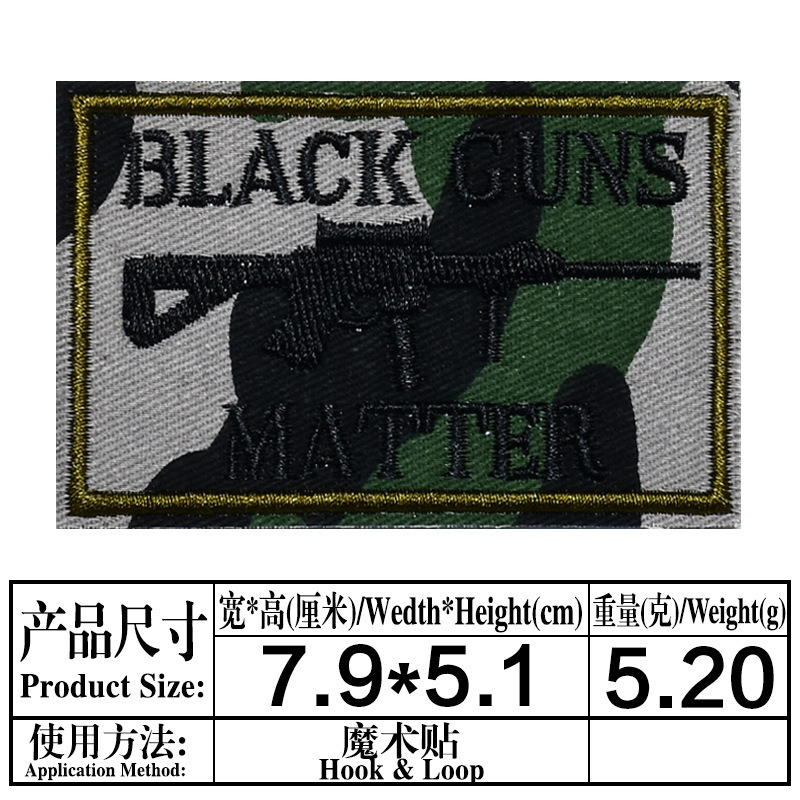 BLACK GUNS
MATTER
产品尺寸
Product Size:
宽*高(厘米)/Wedth*Height(cm)
重量(克)/Weight(g)
7.9*5.1
5.20
使用方法:
Application Method:
魔术贴
Hook & Loop